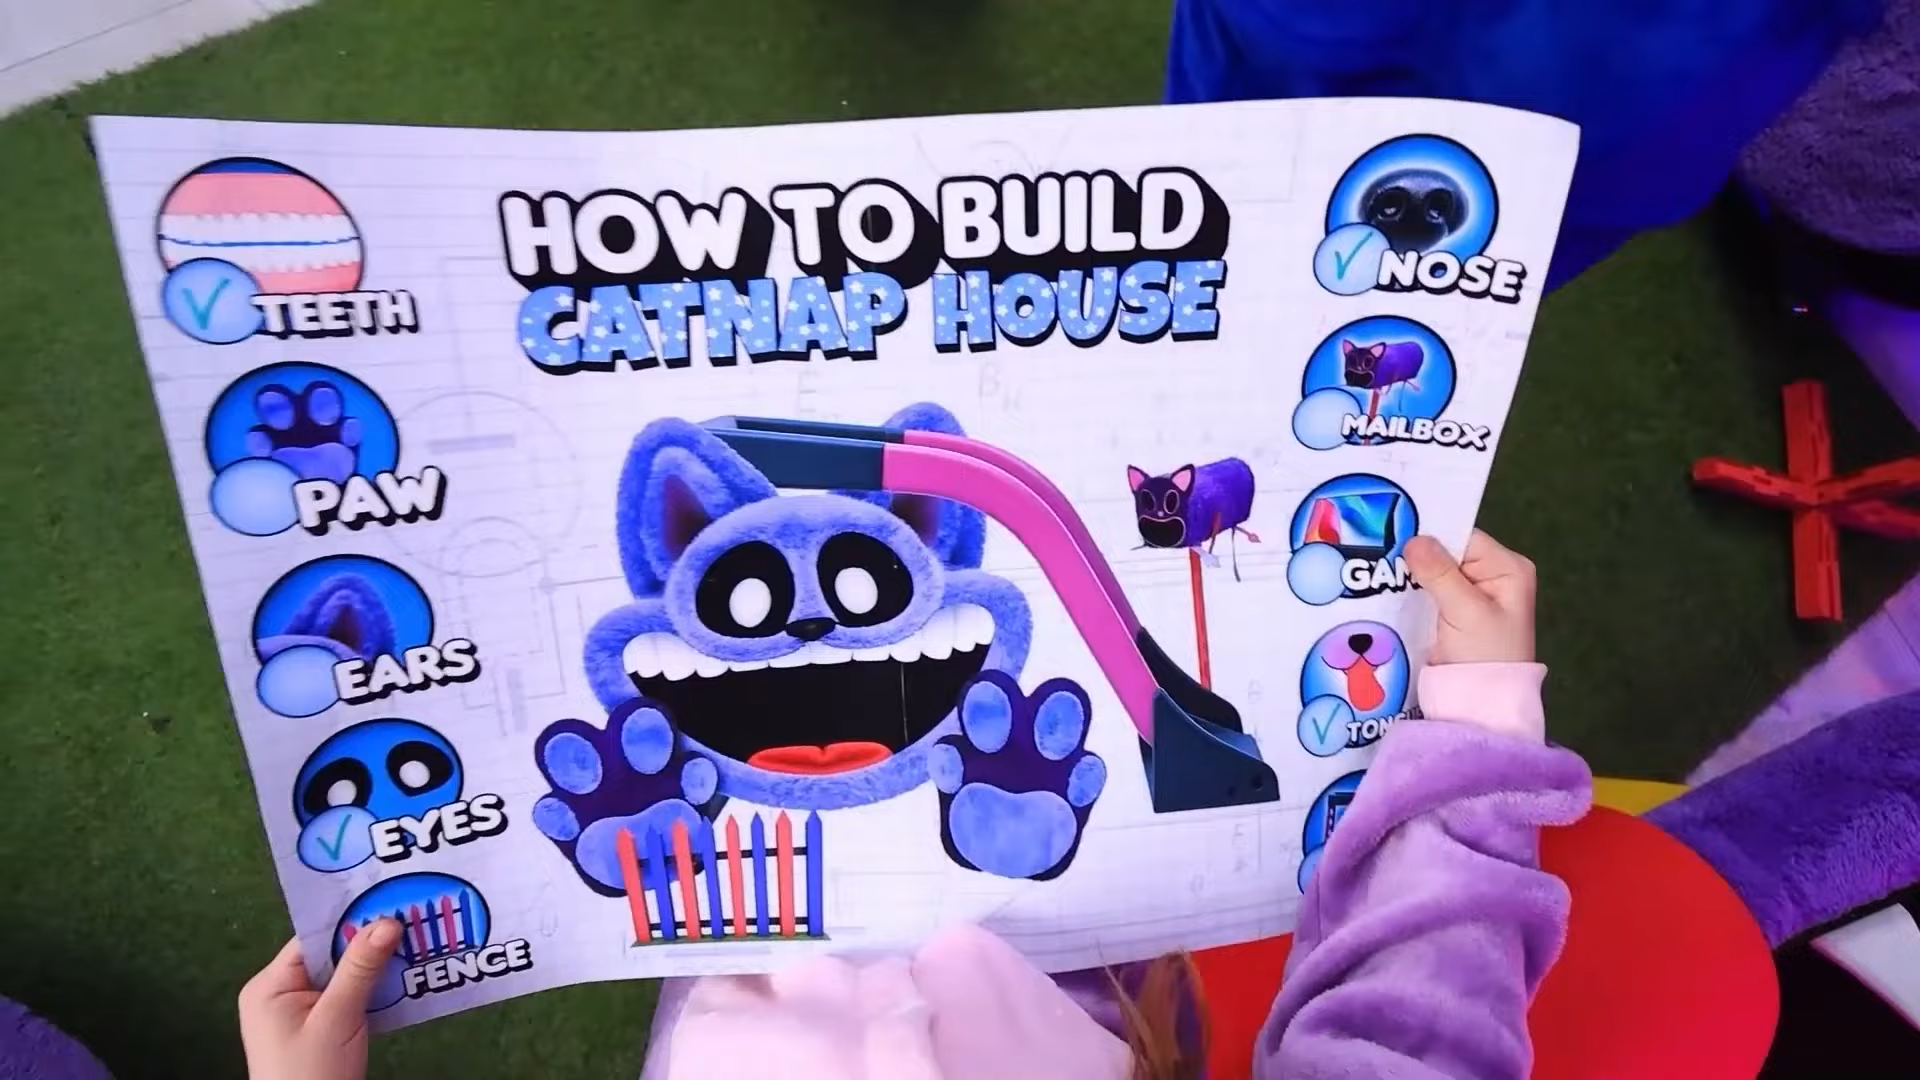 HOW TO BUILD
CATNAP HOUSE
TEETH
PAW
EARS
EYES
FENCE
NOSE
MAILBOX